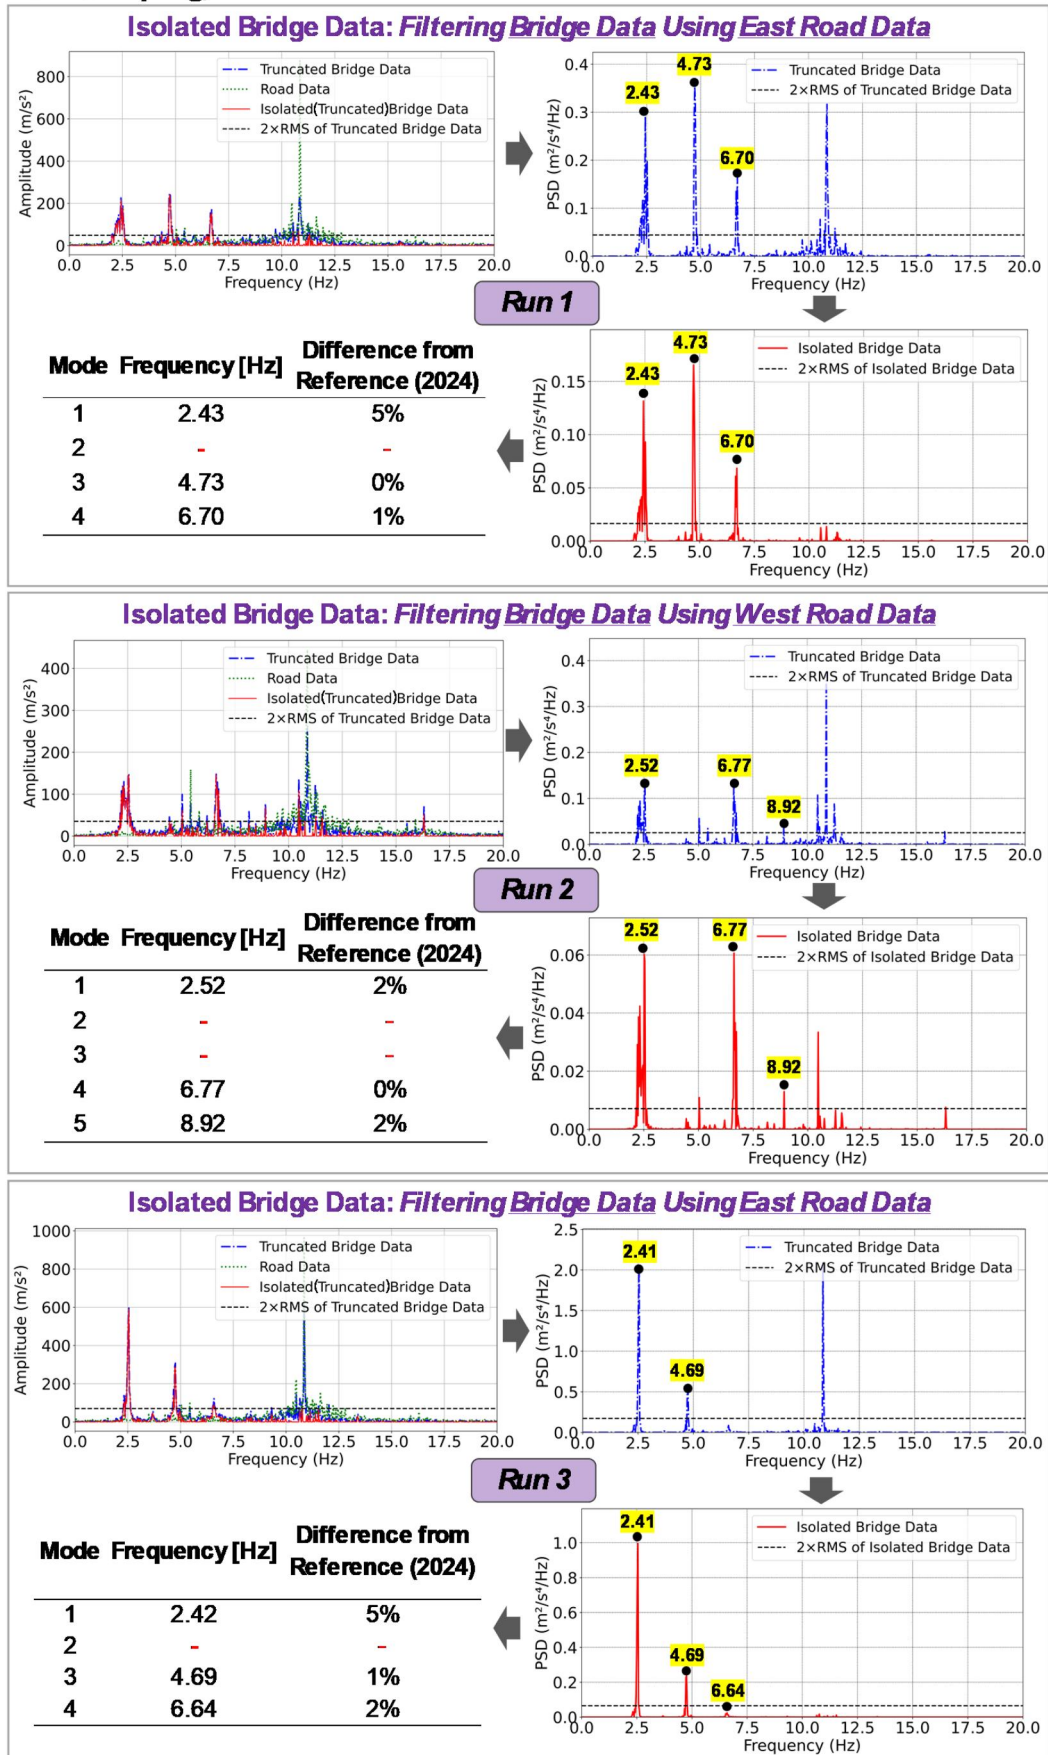 Isolated Bridge Data: Filtering Bridge Data Using East Road Data
Amplitude (m/s²)
800
600
400
200
0
Truncated Bridge Data
Road Data
Isolated(Truncated)Bridge Data
2×RMS of Truncated Bridge Data
0.0 2.5 5.0 7.5 10.0 12.5 15.0 17.5 20.0
Frequency (Hz)
PSD (m²/s⁴/Hz)
0.4
0.3
0.2
0.1
0.0
2.43
4.73
6.70
Truncated Bridge Data
2×RMS of Truncated Bridge Data
0.0 2.5 5.0 7.5 10.0 12.5 15.0 17.5 20.0
Frequency (Hz)
Run 1
Mode Frequency [Hz] Difference from
Reference (2024)
1 2.43 5%
2 - -
3 4.73 0%
4 6.70 1%
PSD (m²/s⁴/Hz)
0.15
0.10
0.05
0.00
2.43
4.73
6.70
Isolated Bridge Data
2×RMS of Isolated Bridge Data
0.0 2.5 5.0 7.5 10.0 12.5 15.0 17.5 20.0
Frequency (Hz)
Isolated Bridge Data: Filtering Bridge Data Using West Road Data
Amplitude (m/s²)
400
300
200
100
0
Truncated Bridge Data
Road Data
Isolated(Truncated)Bridge Data
2×RMS of Truncated Bridge Data
0.0 2.5 5.0 7.5 10.0 12.5 15.0 17.5 20.0
Frequency (Hz)
PSD (m²/s⁴/Hz)
0.4
0.3
0.2
0.1
0.0
2.52
6.77
8.92
Truncated Bridge Data
2×RMS of Truncated Bridge Data
0.0 2.5 5.0 7.5 10.0 12.5 15.0 17.5 20.0
Frequency (Hz)
Run 2
Mode Frequency [Hz] Difference from
Reference (2024)
1 2.52 2%
2 - -
3 - -
4 6.77 0%
5 8.92 2%
PSD (m²/s⁴/Hz)
0.06
0.04
0.02
0.00
2.52
6.77
8.92
Isolated Bridge Data
2×RMS of Isolated Bridge Data
0.0 2.5 5.0 7.5 10.0 12.5 15.0 17.5 20.0
Frequency (Hz)
Isolated Bridge Data: Filtering Bridge Data Using East Road Data
Amplitude (m/s²)
1000
800
600
400
200
0
Truncated Bridge Data
Road Data
Isolated(Truncated)Bridge Data
2×RMS of Truncated Bridge Data
0.0 2.5 5.0 7.5 10.0 12.5 15.0 17.5 20.0
Frequency (Hz)
PSD (m²/s⁴/Hz)
2.5
2.0
1.5
1.0
0.5
0.0
2.41
4.69
Truncated Bridge Data
2×RMS of Truncated Bridge Data
0.0 2.5 5.0 7.5 10.0 12.5 15.0 17.5 20.0
Frequency (Hz)
Run 3
Mode Frequency [Hz] Difference from
Reference (2024)
1 2.42 5%
2 - -
3 4.69 1%
4 6.64 2%
PSD (m²/s⁴/Hz)
1.0
0.8
0.6
0.4
0.2
0.0
2.41
4.69
6.64
Isolated Bridge Data
2×RMS of Isolated Bridge Data
0.0 2.5 5.0 7.5 10.0 12.5 15.0 17.5 20.0
Frequency (Hz)